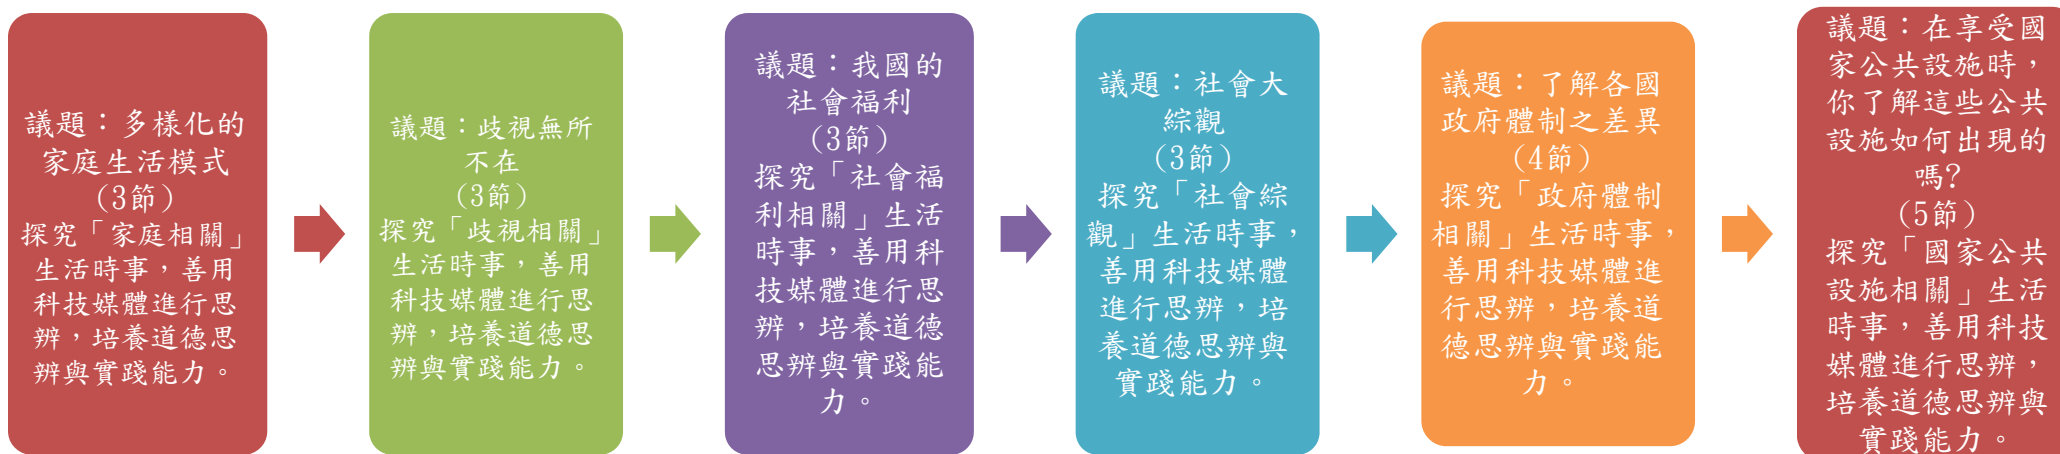 議題：多樣化的
家庭生活模式
（3節）
探究「家庭相關」
生活時事，善用
科技媒體進行思
辨，培養道德思
辨與實踐能力。
議題：歧視無所
不在
（3節）
探究「歧視相關」
生活時事，善用
科技媒體進行思
辨，培養道德思
辨與實踐能力。
議題：我國的
社會福利
（3節）
探究「社會福
利相關」生活
時事，善用科
技媒體進行思
辨，培養道德
思辨與實踐能
力。
議題：社會大
綜觀
（3節）
探究「社會綜
觀」生活時事，
善用科技媒體
進行思辨，培
養道德思辨與
實踐能力。
議題：了解各國
政府體制之差異
（4節）
探究「政府體制
相關」生活時事，
善用科技媒體進
行思辨，培養道
德思辨與實踐能
力。
議題：在享受國
家公共設施時，
你了解這些公共
設施如何出現的
嗎?
（5節）
探究「國家公共
設施相關」生活
時事，善用科技
媒體進行思辨，
培養道德思辨與
實踐能力。